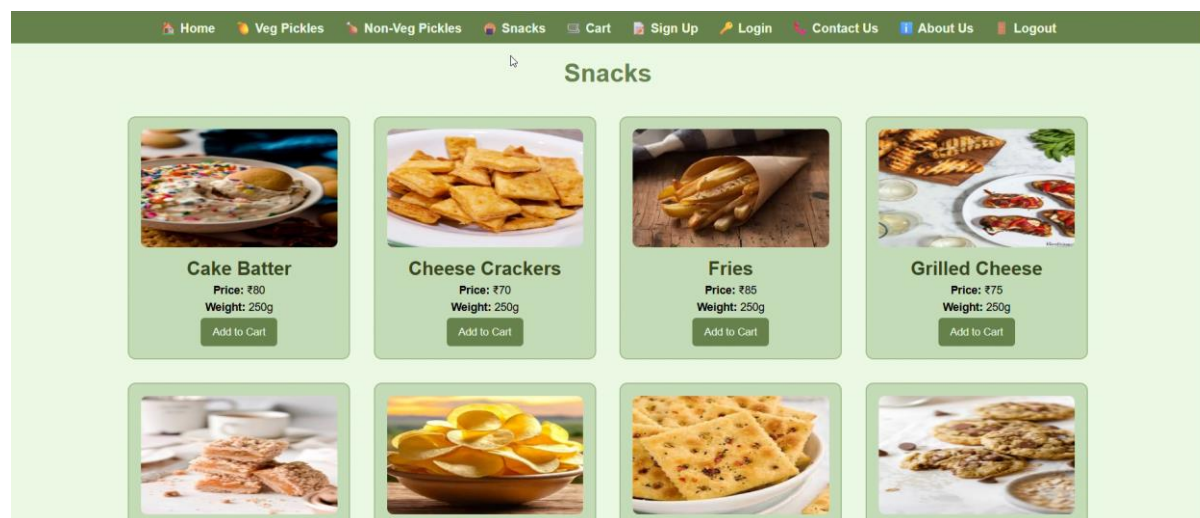 Home Veg Pickles Non-Veg Pickles Snacks Cart Sign Up Login Contact Us About Us Logout
Snacks
Cake Batter
Price: ₹80
Weight: 250g
Add to Cart
Cheese Crackers
Price: ₹70
Weight: 250g
Add to Cart
Fries
Price: ₹85
Weight: 250g
Add to Cart
Grilled Cheese
Price: ₹75
Weight: 250g
Add to Cart